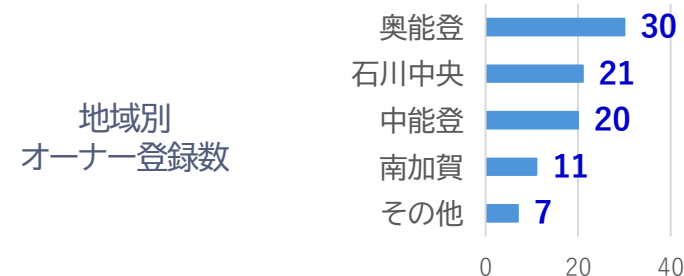 地域別
オーナー登録数
奥能登 30
石川中央 21
中能登 20
南加賀 11
その他 7
0 20 40